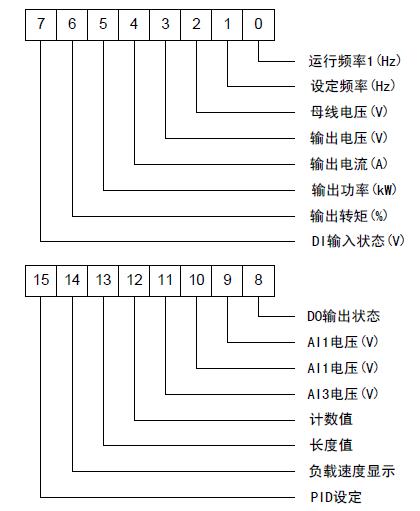 7 6 5 4 3 2 1 0
运行频率1(Hz)
设定频率(Hz)
母线电压(V)
输出电压(V)
输出电流(A)
输出功率(kW)
输出转矩(%)
DI输入状态(V)
15 14 13 12 11 10 9 8
DO输出状态
AI1电压(V)
AI1电压(V)
AI3电压(V)
计数值
长度值
负载速度显示
PID设定